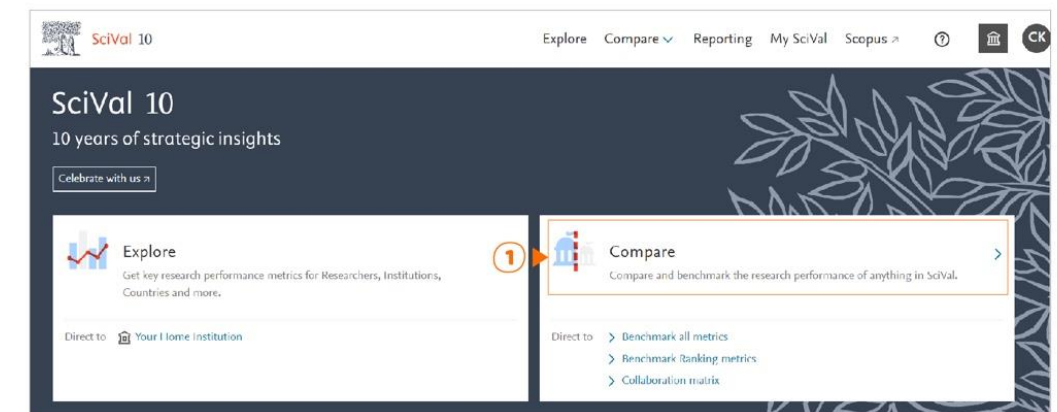 SciVal 10
Explore Compare Reporting My SciVal Scopus ↗ ? CK
SciVal 10
10 years of strategic insights
Celebrate with us ↗
Explore
Get key research performance metrics for Researchers, Institutions,
Countries and more.
Direct to Your Home Institution
1
Compare
Compare and benchmark the research performance of anything in SciVal.
Direct to > Benchmark all metrics
> Benchmark Ranking metrics
> Collaboration matrix